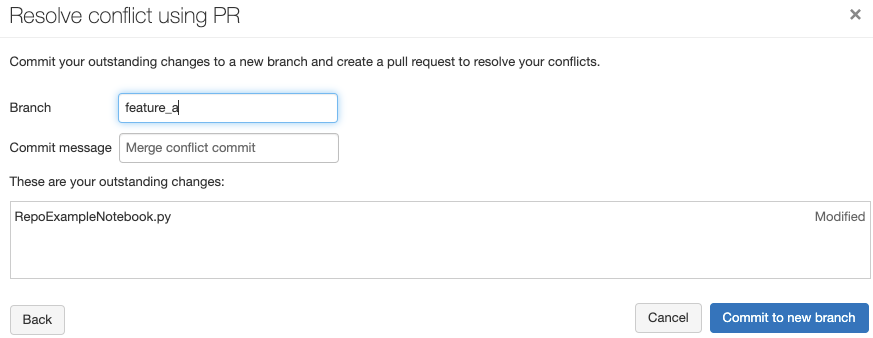 Resolve conflict using PR ×
Commit your outstanding changes to a new branch and create a pull request to resolve your conflicts.
Branch feature_a
Commit message Merge conflict commit
These are your outstanding changes:
RepoExampleNotebook.py Modified
Back Cancel Commit to new branch